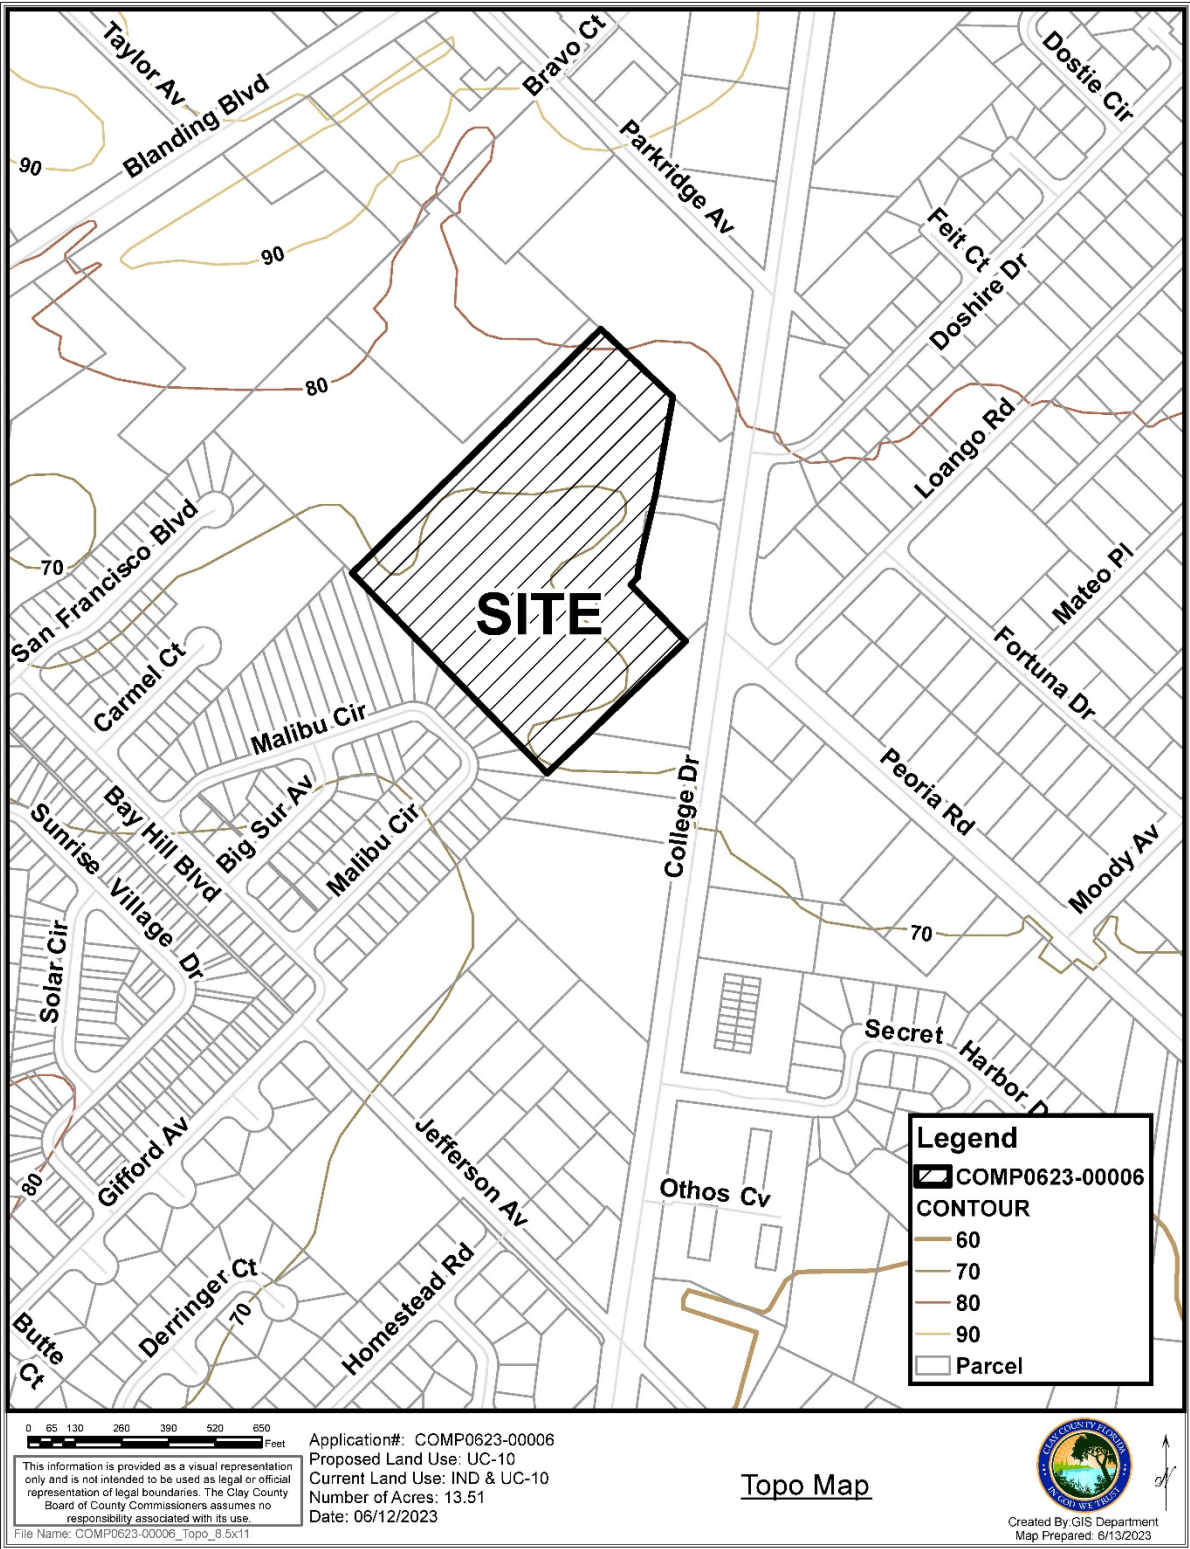 Taylor Av
Blanding Blvd
Bravo Ct
Dostie Cir
Parkridge Av
90
90
Feit Ct
Doshire Dr
80
Loango Rd
San Francisco Blvd
70
SITE
Mateo Pl
Carmel Ct
Fortuna Dr
Malibu Cir
Peoria Rd
College Dr
Bay Hill Blvd
Big Sur Av
Malibu Cir
Sunrise Village Dr
Moody Av
70
Solar Cir
Secret Harbor D
Gifford Av
80
Jefferson Av
Othos Cv
Derringer Ct
70
Homestead Rd
Butte
Ct
Legend
COMP0623-00006
CONTOUR
60
70
80
90
Parcel
0 65 130 260 390 520 650
Feet
This information is provided as a visual representation
only and is not intended to be used as legal or official
representation of legal boundaries. The Clay County
Board of County Commissioners assumes no
responsibility associated with its use.
File Name: COMP0623-00006_Topo_8.5x11
Application#: COMP0623-00006
Proposed Land Use: UC-10
Current Land Use: IND & UC-10
Number of Acres: 13.51
Date: 06/12/2023
Topo Map
CLAY COUNTY FLORIDA
IN GOD WE TRUST
N
Created By:GIS Department
Map Prepared: 6/13/2023